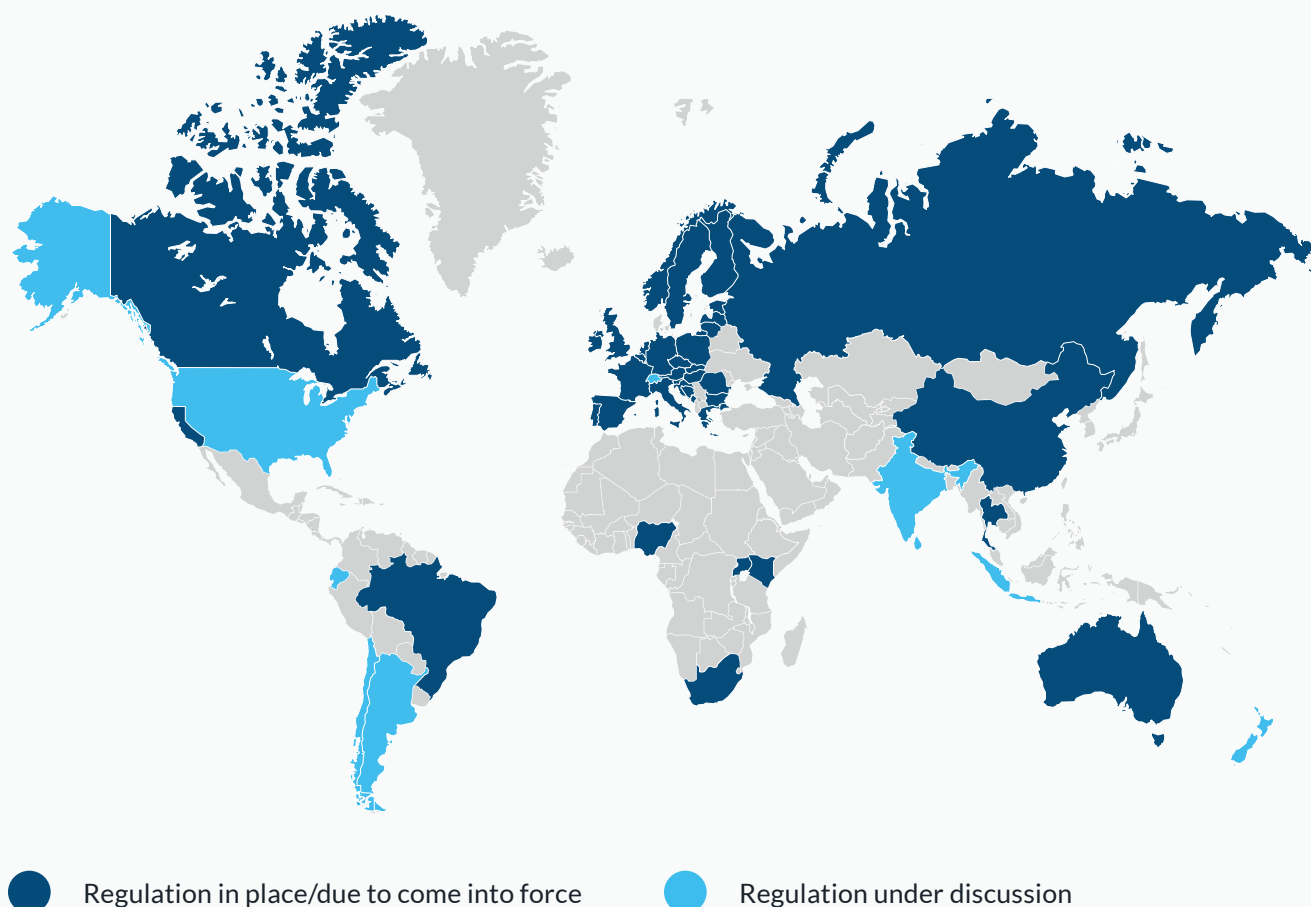 Regulation in place/due to come into force
Regulation under discussion